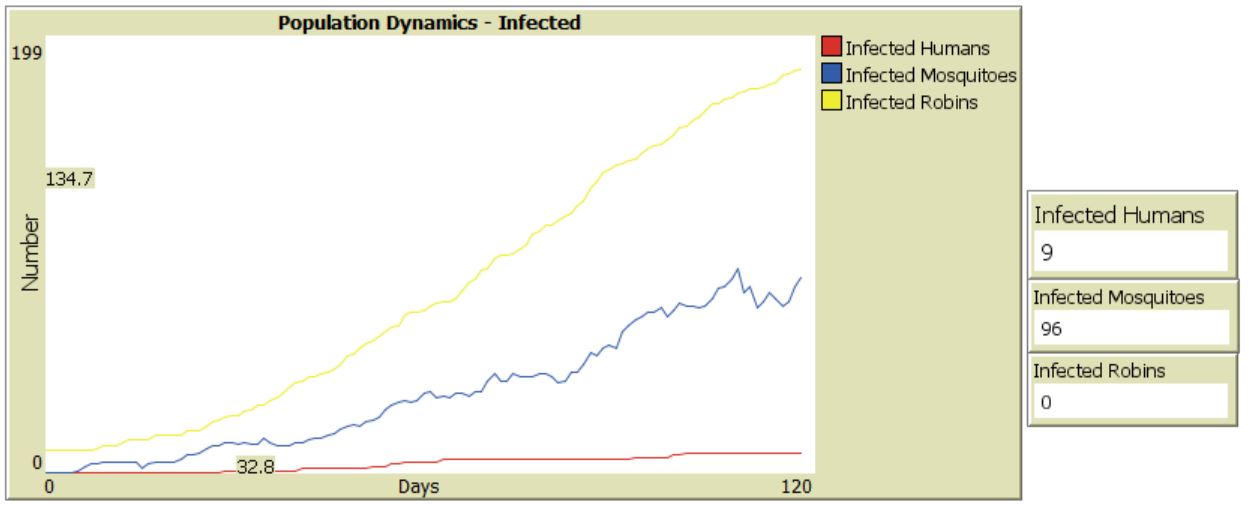 Population Dynamics - Infected
199
134.7
Number
0
32.8
0
Days
120
Infected Humans
Infected Mosquitoes
Infected Robins
Infected Humans
9
Infected Mosquitoes
96
Infected Robins
0